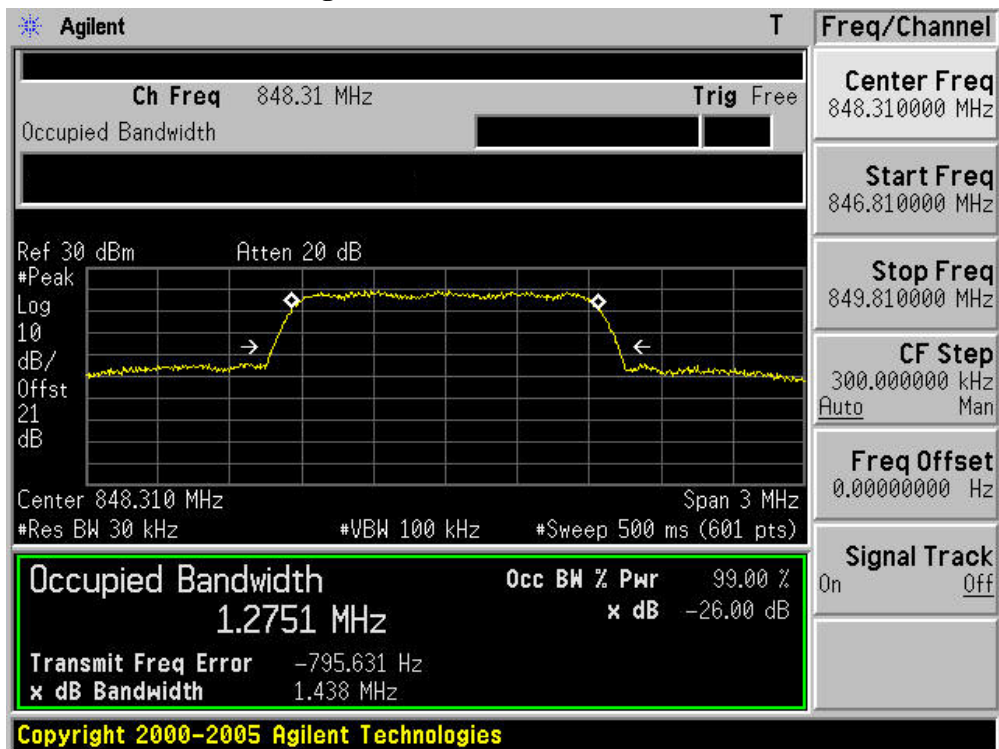 Agilent T
Ch Freq 848.31 MHz Trig Free
Occupied Bandwidth
Ref 30 dBm Atten 20 dB
#Peak
Log
10
dB/
Offst
21
dB
Center 848.310 MHz Span 3 MHz
#Res BW 30 kHz #VBW 100 kHz #Sweep 500 ms (601 pts)
Occupied Bandwidth Occ BW % Pwr 99.00 %
1.2751 MHz x dB -26.00 dB
Transmit Freq Error -795.631 Hz
x dB Bandwidth 1.438 MHz
Copyright 2000-2005 Agilent Technologies
Freq/Channel
Center Freq
848.310000 MHz
Start Freq
846.810000 MHz
Stop Freq
849.810000 MHz
CF Step
300.000000 kHz
Auto Man
Freq Offset
0.00000000 Hz
Signal Track
On Off